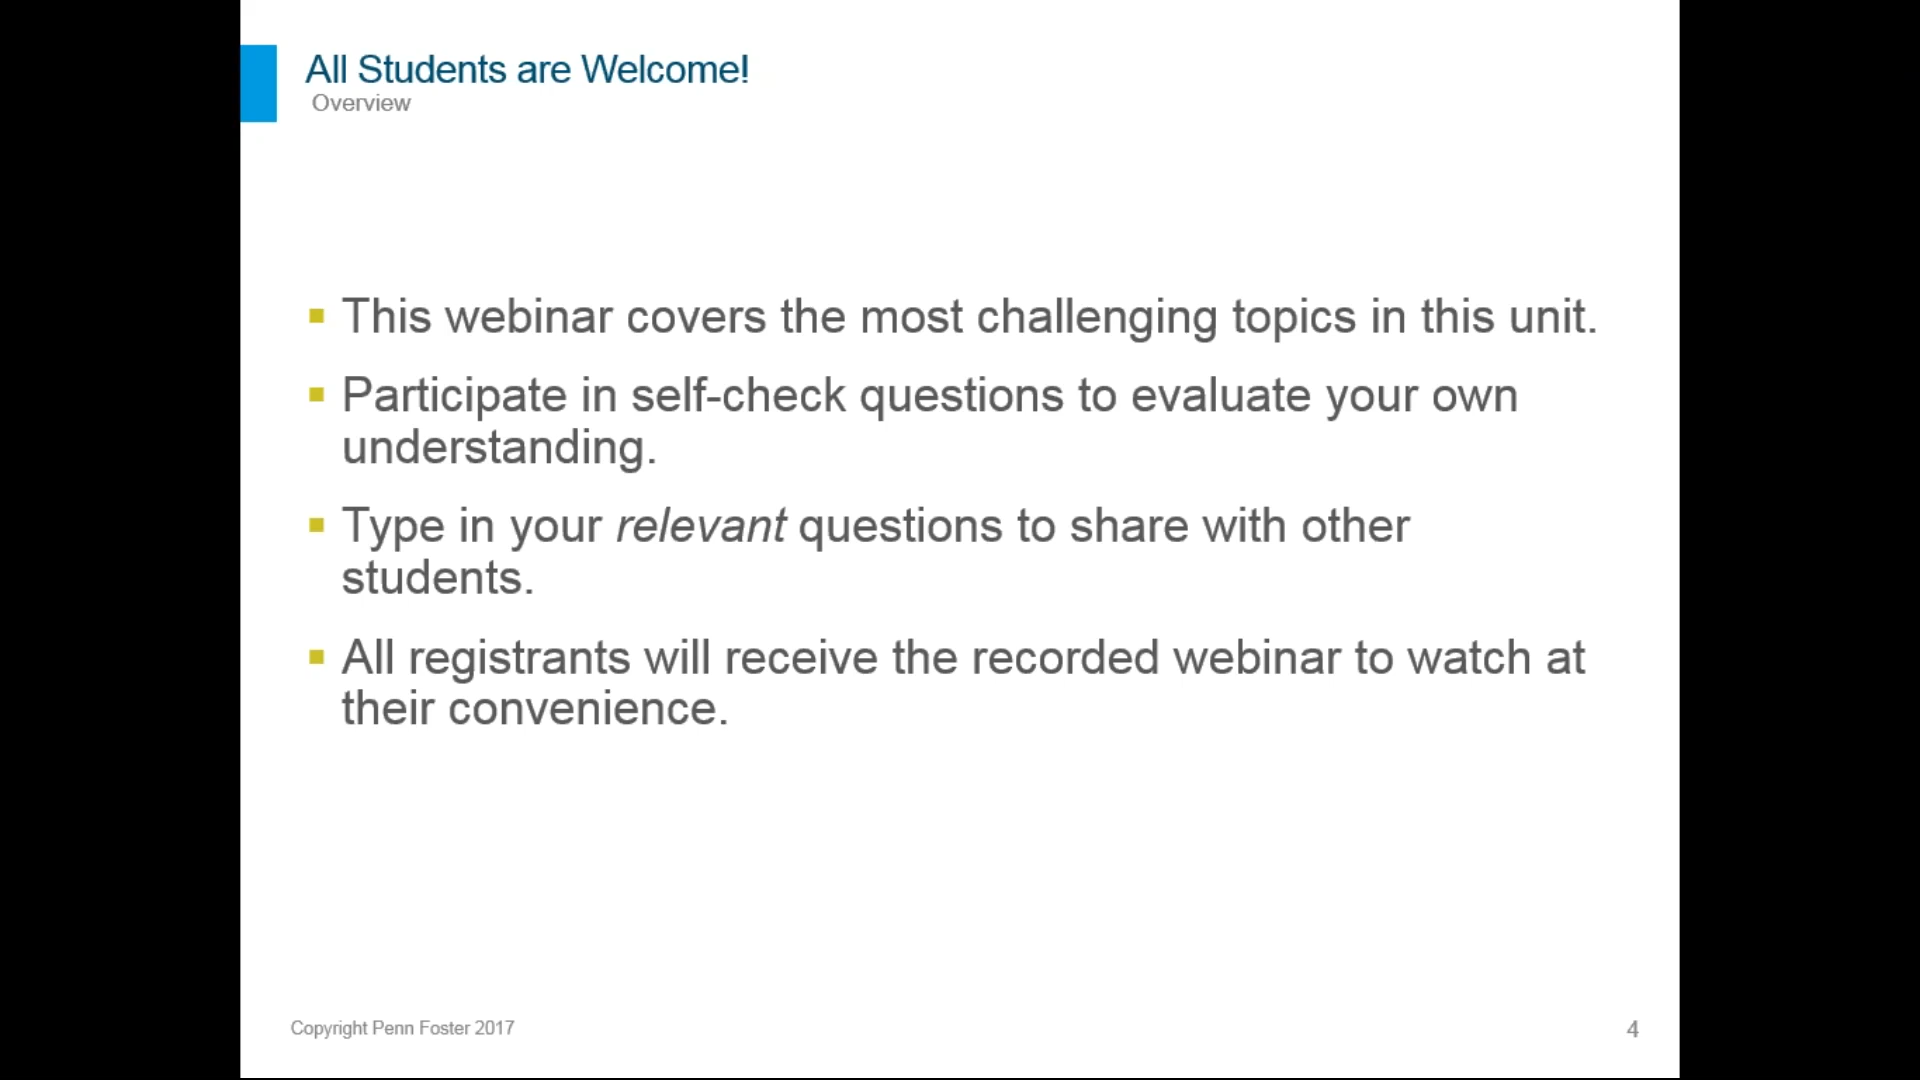 All Students are Welcome!
Overview
This webinar covers the most challenging topics in this unit.
Participate in self-check questions to evaluate your own
understanding.
Type in your relevant questions to share with other
students.
All registrants will receive the recorded webinar to watch at
their convenience.
Copyright Penn Foster 2017
4